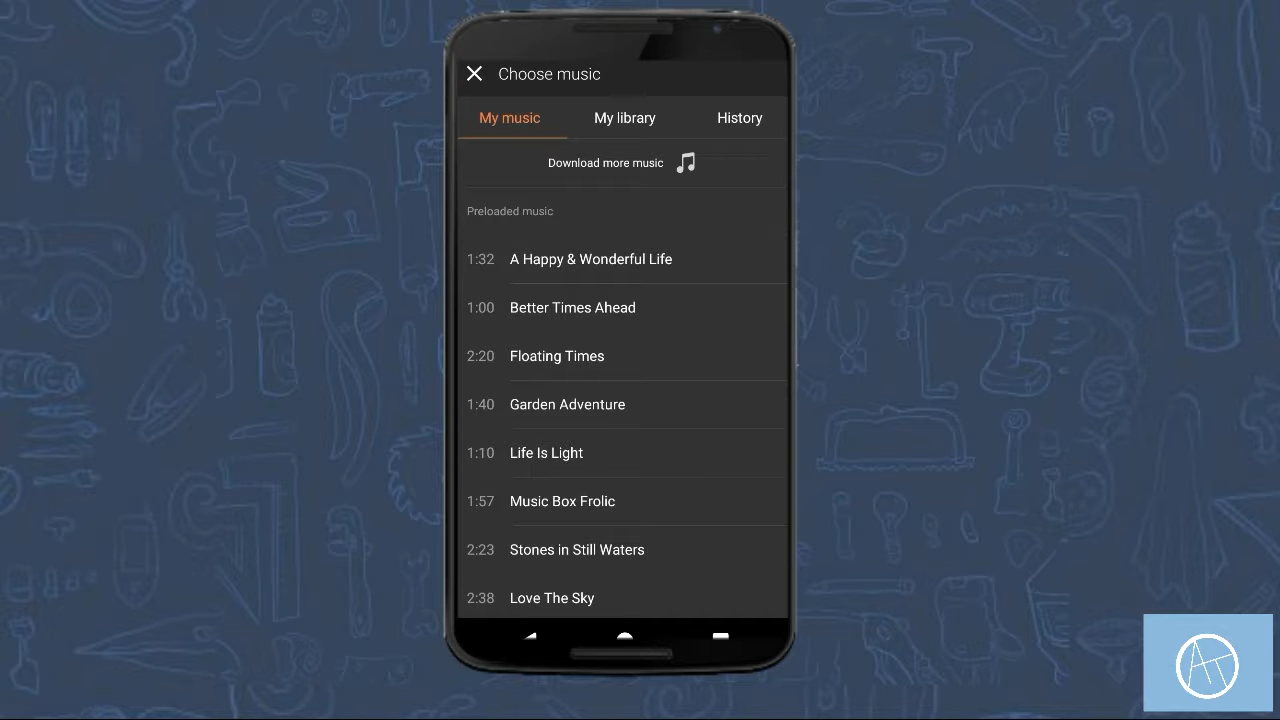 Choose music
My music
My library
History
Download more music
Preloaded music
1:32 A Happy & Wonderful Life
1:00 Better Times Ahead
2:20 Floating Times
1:40 Garden Adventure
1:10 Life Is Light
1:57 Music Box Frolic
2:23 Stones in Still Waters
2:38 Love The Sky
AT